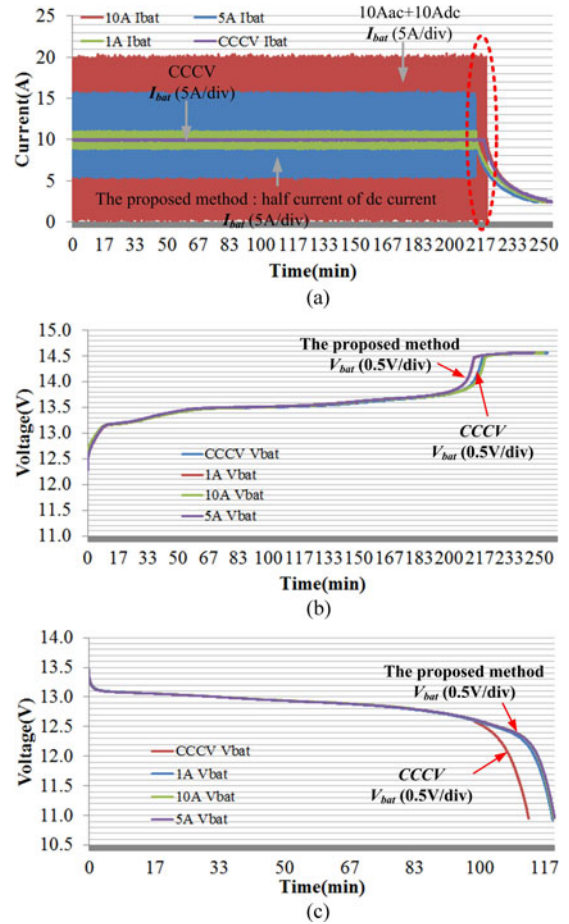 10A Ibat
5A Ibat
1A Ibat
CCCV Ibat
10Aac+10Adc
Ibat (5A/div)
CCCV
Ibat (5A/div)
The proposed method : half current of dc current
Ibat (5A/div)
Current(A)
25
20
15
10
5
0
0 17 33 50 67 83 100 117 133 150 167 183 200 217 233 250
Time(min)
(a)
15.0
14.5
14.0
13.5
13.0
12.5
12.0
11.5
11.0
Voltage(V)
The proposed method
Vbat (0.5V/div)
CCCV
Vbat (0.5V/div)
CCCV Vbat
1A Vbat
10A Vbat
5A Vbat
0 17 33 50 67 83 100 117 133 150 167 183 200 217 233 250
Time(min)
(b)
14.0
13.5
13.0
12.5
12.0
11.5
11.0
10.5
Voltage(V)
The proposed method
Vbat (0.5V/div)
CCCV
Vbat (0.5V/div)
CCCV Vbat
1A Vbat
10A Vbat
5A Vbat
0 17 33 50 67 83 100 117
Time(min)
(c)